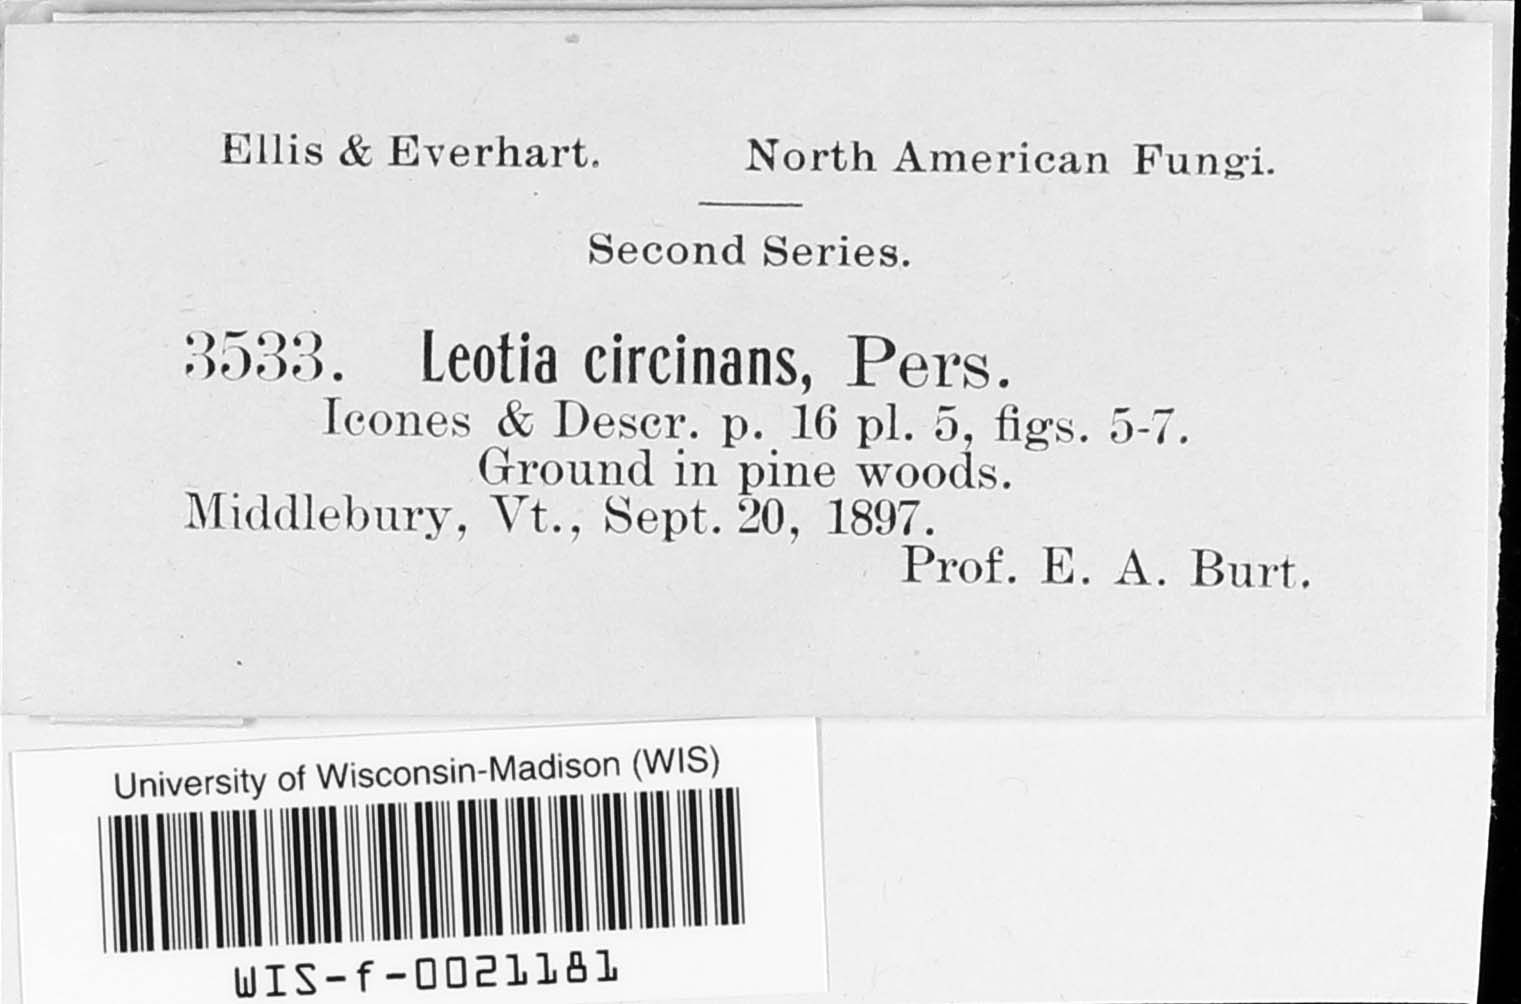 Ellis & Everhart. North American Fungi.
Second Series.
3533. Leotia circinans, Pers.
Icones & Descr. p. 16 pl. 5, figs. 5-7.
Ground in pine woods.
Middlebury, Vt., Sept. 20, 1897.
Prof. E. A. Burt.
University of Wisconsin-Madison (WIS)
WIS-f-0021181